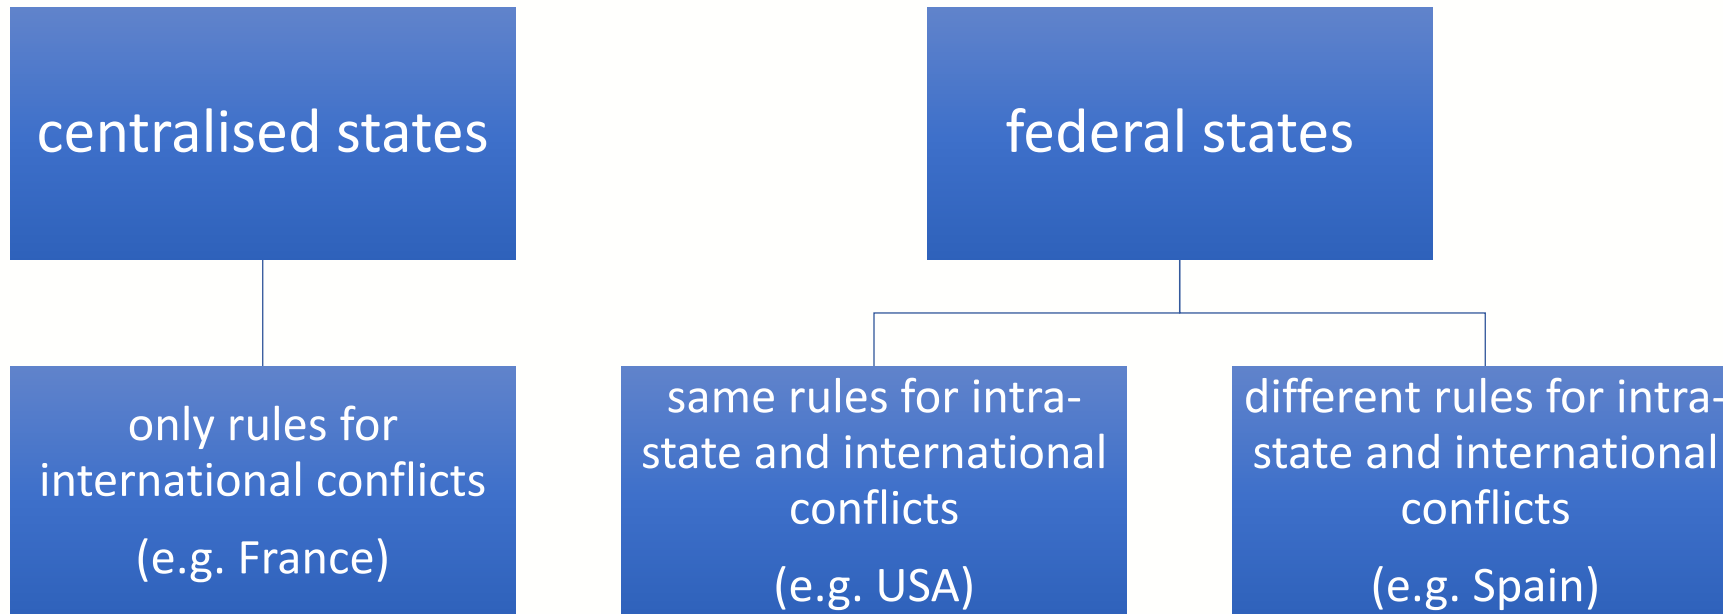 centralised states
federal states
only rules for
international conflicts
(e.g. France)
same rules for intra-
state and international
conflicts
(e.g. USA)
different rules for intra-
state and international
conflicts
(e.g. Spain)